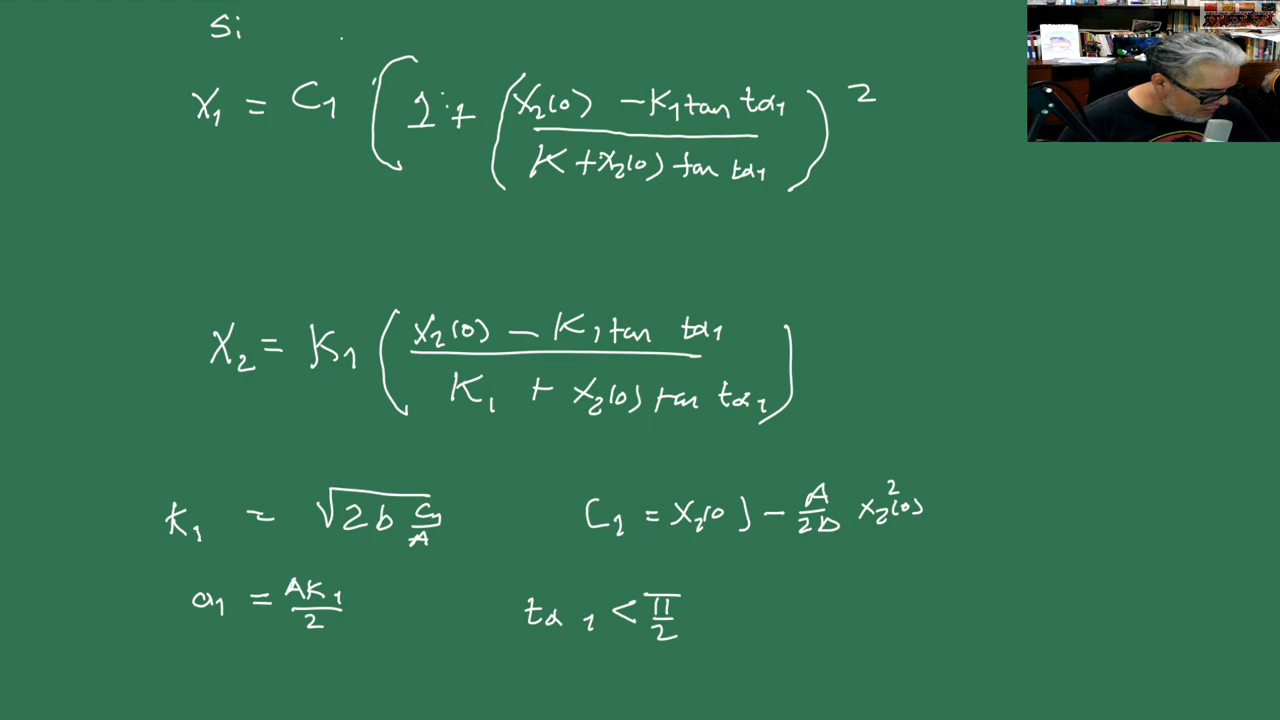 Si
X₁ = C₁ ( 1 + ( (X₂(0) - K₁ tan tα₁) / (K + X₂(0) tan tα₁) ) ²
X₂ = K₁ ( (X₂(0) - K₁ tan tα₁) / (K₁ + X₂(0) tan tα₁) )
K₁ = √(2b C₁/A) C₁ = X₂(0) - A/2b X₂²(0)
α₁ = AK₁/2 tα₁ < π/2